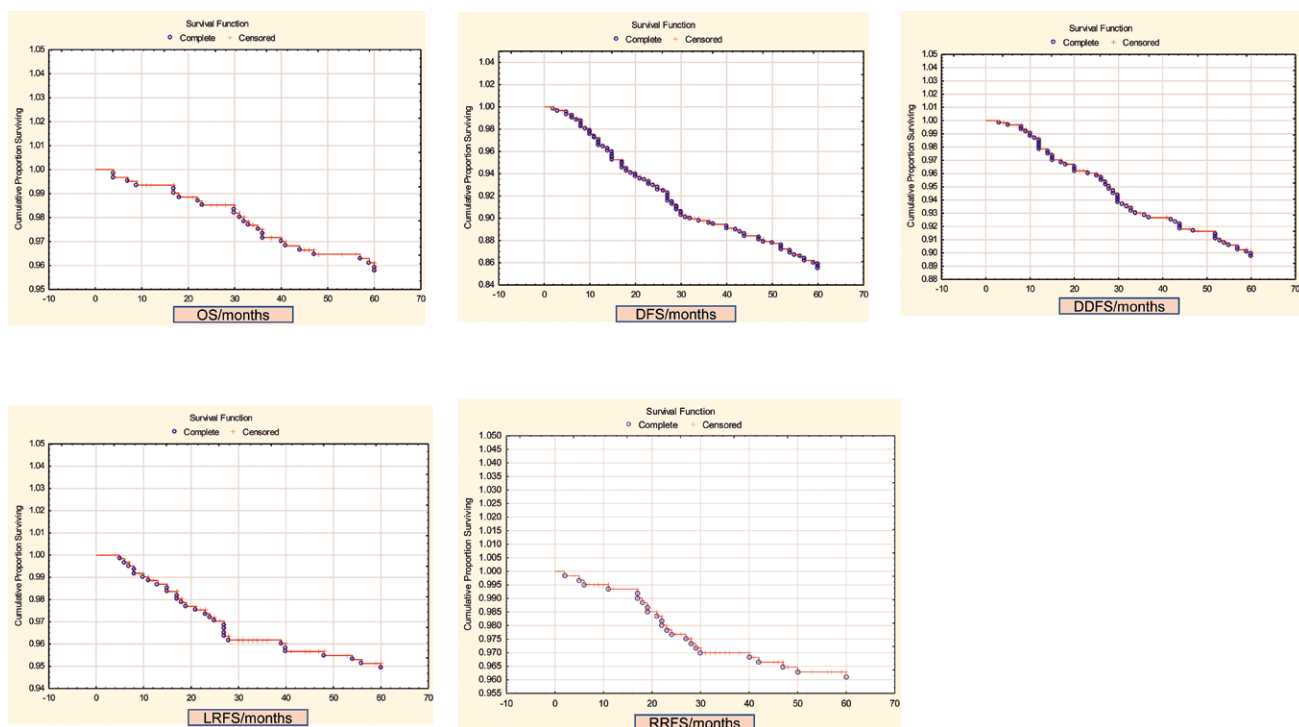 Survival Function
Complete Censored
Cumulative Proportion Surviving
1.05
1.04
1.03
1.02
1.01
1.00
0.99
0.98
0.97
0.96
0.95
-10 0 10 20 30 40 50 60 70
OS/months
Survival Function
Complete Censored
Cumulative Proportion Surviving
1.04
1.02
1.00
0.98
0.96
0.94
0.92
0.90
0.88
0.86
0.84
-10 0 10 20 30 40 50 60 70
DFS/months
Survival Function
Complete Censored
Cumulative Proportion Surviving
1.05
1.04
1.03
1.01
1.00
0.99
0.98
0.97
0.96
0.95
0.94
0.93
0.92
0.91
0.90
0.89
0.88
-10 0 10 20 30 40 50 60 70
DDFS/months
Survival Function
Complete Censored
Cumulative Proportion Surviving
1.05
1.04
1.03
1.02
1.01
1.00
0.99
0.98
0.97
0.96
0.95
0.94
-10 0 10 20 30 40 50 60 70
LRFS/months
Survival Function
Complete Censored
Cumulative Proportion Surviving
1.050
1.045
1.040
1.035
1.030
1.025
1.020
1.015
1.010
1.005
1.000
0.995
0.990
0.985
0.980
0.975
0.970
0.965
0.960
0.955
-10 0 10 20 30 40 50 60 70
RRFS/months